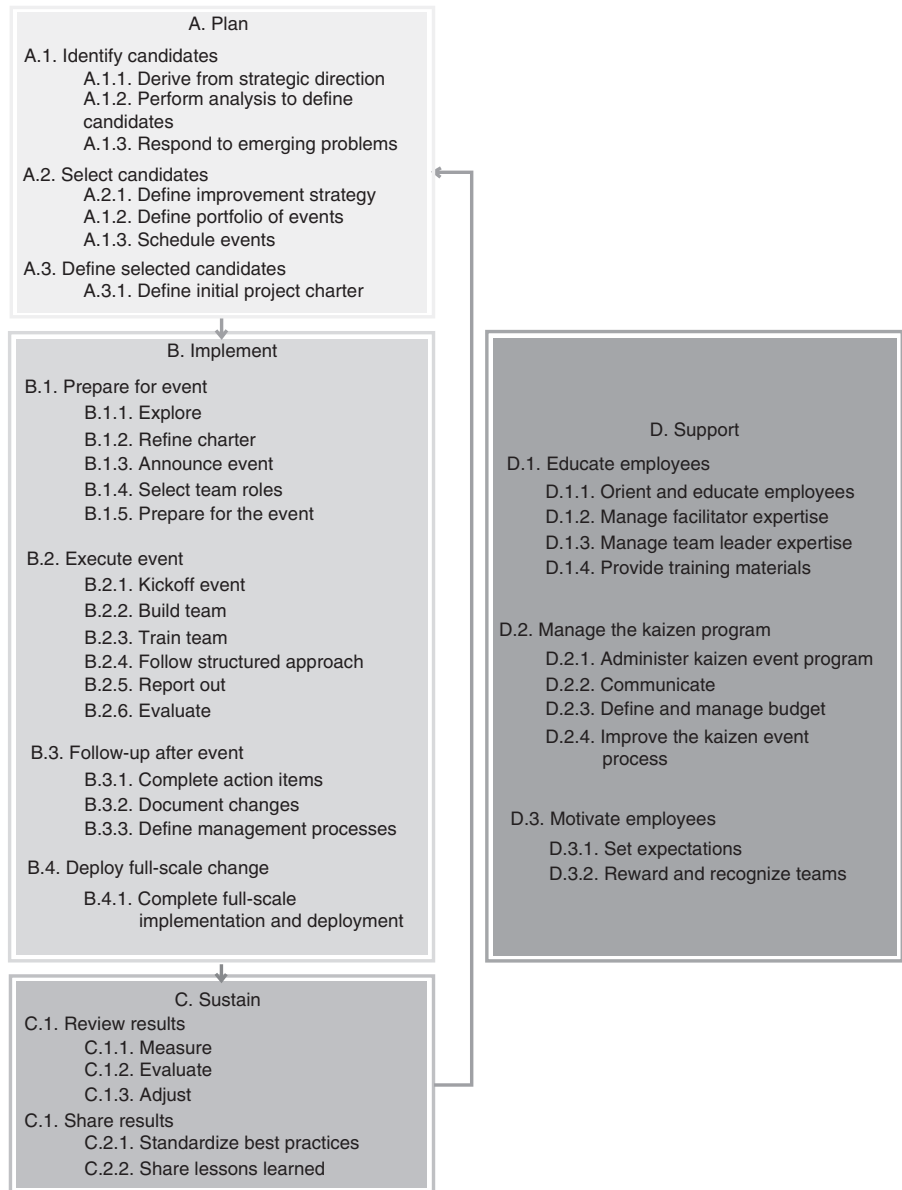 A. Plan
A.1. Identify candidates
A.1.1. Derive from strategic direction
A.1.2. Perform analysis to define
candidates
A.1.3. Respond to emerging problems
A.2. Select candidates
A.2.1. Define improvement strategy
A.1.2. Define portfolio of events
A.1.3. Schedule events
A.3. Define selected candidates
A.3.1. Define initial project charter
B. Implement
B.1. Prepare for event
B.1.1. Explore
B.1.2. Refine charter
B.1.3. Announce event
B.1.4. Select team roles
B.1.5. Prepare for the event
B.2. Execute event
B.2.1. Kickoff event
B.2.2. Build team
B.2.3. Train team
B.2.4. Follow structured approach
B.2.5. Report out
B.2.6. Evaluate
B.3. Follow-up after event
B.3.1. Complete action items
B.3.2. Document changes
B.3.3. Define management processes
B.4. Deploy full-scale change
B.4.1. Complete full-scale
implementation and deployment
C. Sustain
C.1. Review results
C.1.1. Measure
C.1.2. Evaluate
C.1.3. Adjust
C.1. Share results
C.2.1. Standardize best practices
C.2.2. Share lessons learned
D. Support
D.1. Educate employees
D.1.1. Orient and educate employees
D.1.2. Manage facilitator expertise
D.1.3. Manage team leader expertise
D.1.4. Provide training materials
D.2. Manage the kaizen program
D.2.1. Administer kaizen event program
D.2.2. Communicate
D.2.3. Define and manage budget
D.2.4. Improve the kaizen event
process
D.3. Motivate employees
D.3.1. Set expectations
D.3.2. Reward and recognize teams